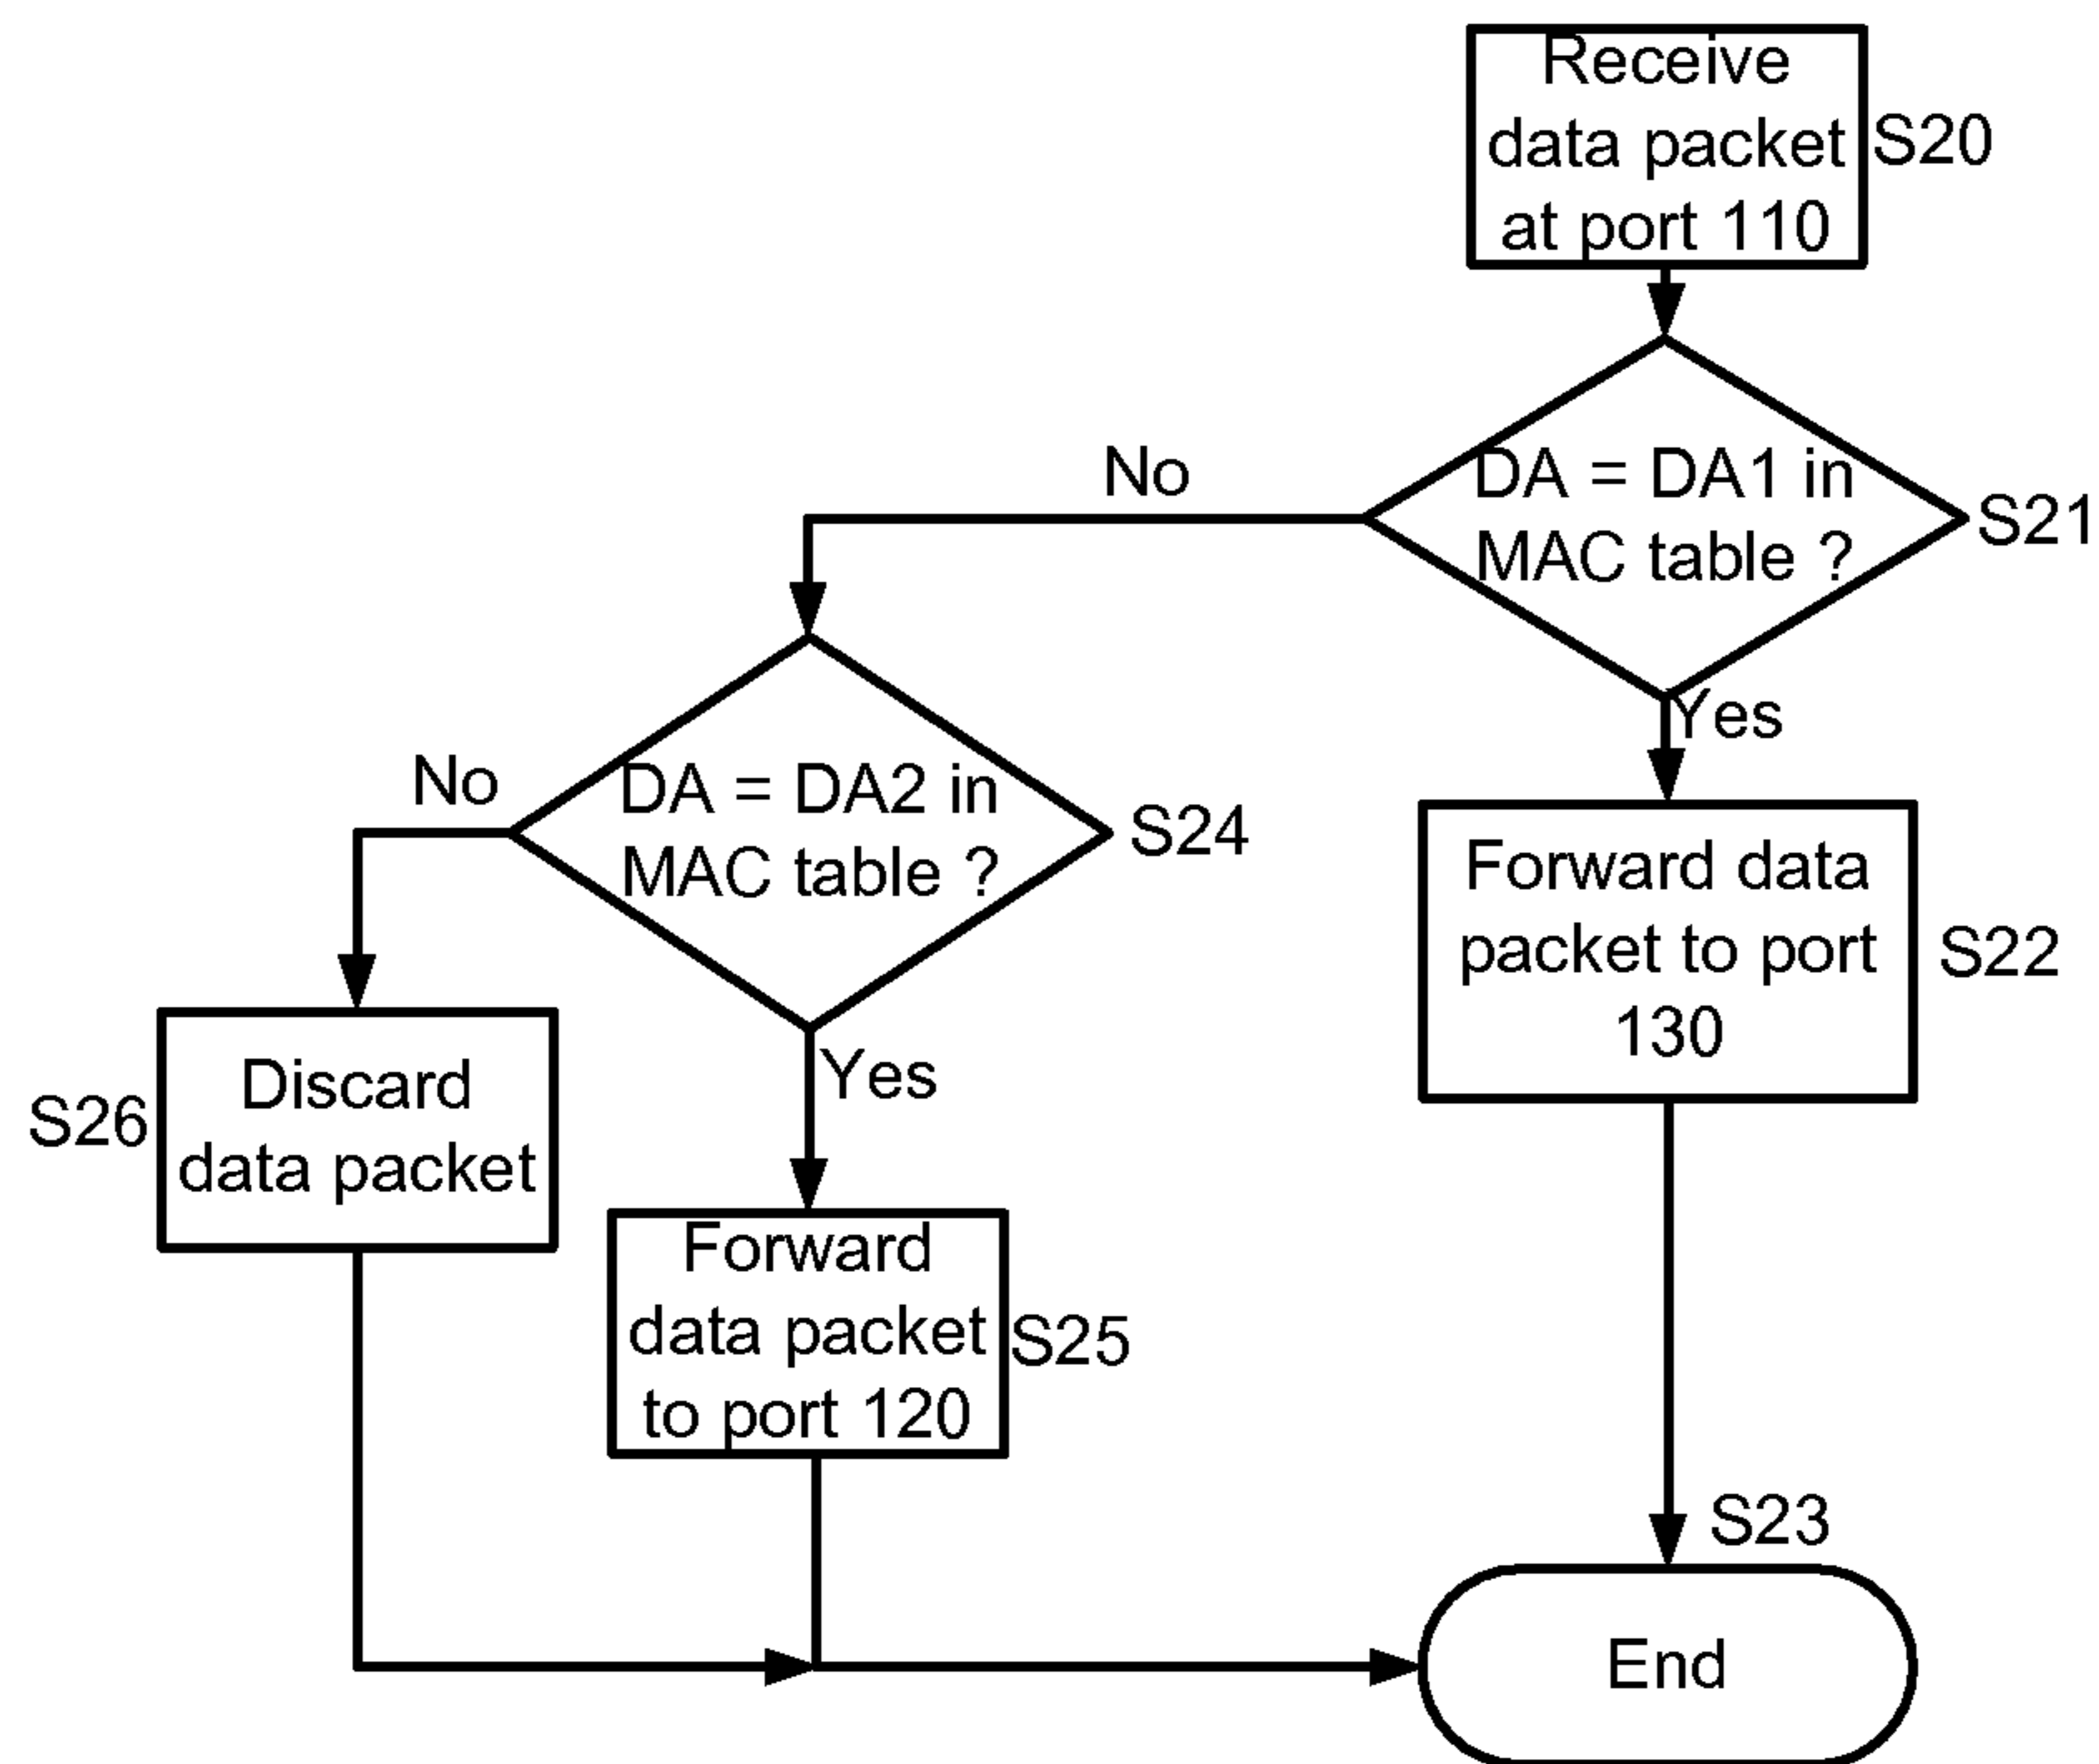 Receive
data packet
at port 110
S20
DA = DA1 in
MAC table ?
S21
No
Yes
DA = DA2 in
MAC table ?
S24
No
Yes
Forward data
packet to port
130
S22
Discard
data packet
S26
Forward
data packet
to port 120
S25
S23
End